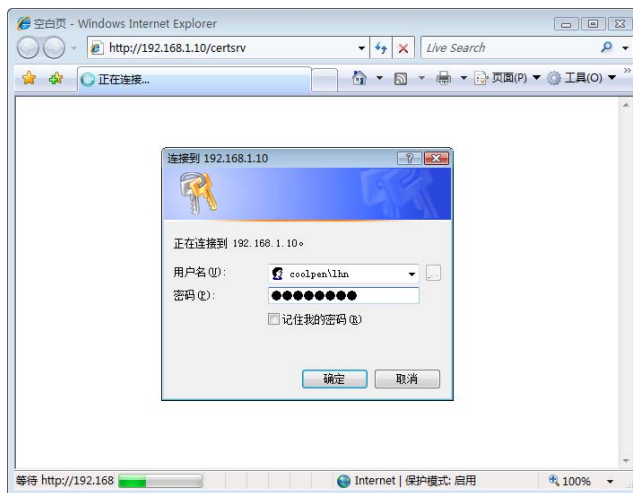 空白页 - Windows Internet Explorer
http://192.168.1.10/certsrv
Live Search
正在连接...
页面(P)
工具(O)
连接到 192.168.1.10
正在连接到 192.168.1.10。
用户名(U):
coolpen\lhn
密码(P):
●●●●●●●●
记住我的密码(R)
确定
取消
等待 http://192.168
Internet | 保护模式: 启用
100%